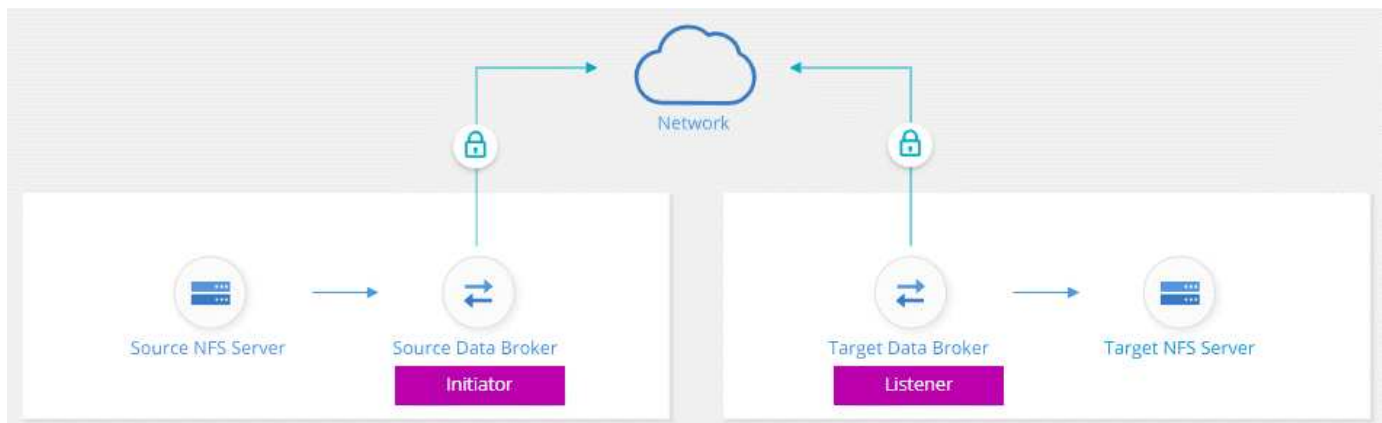 Network
Source NFS Server
Source Data Broker
Target Data Broker
Target NFS Server
Initiator
Listener